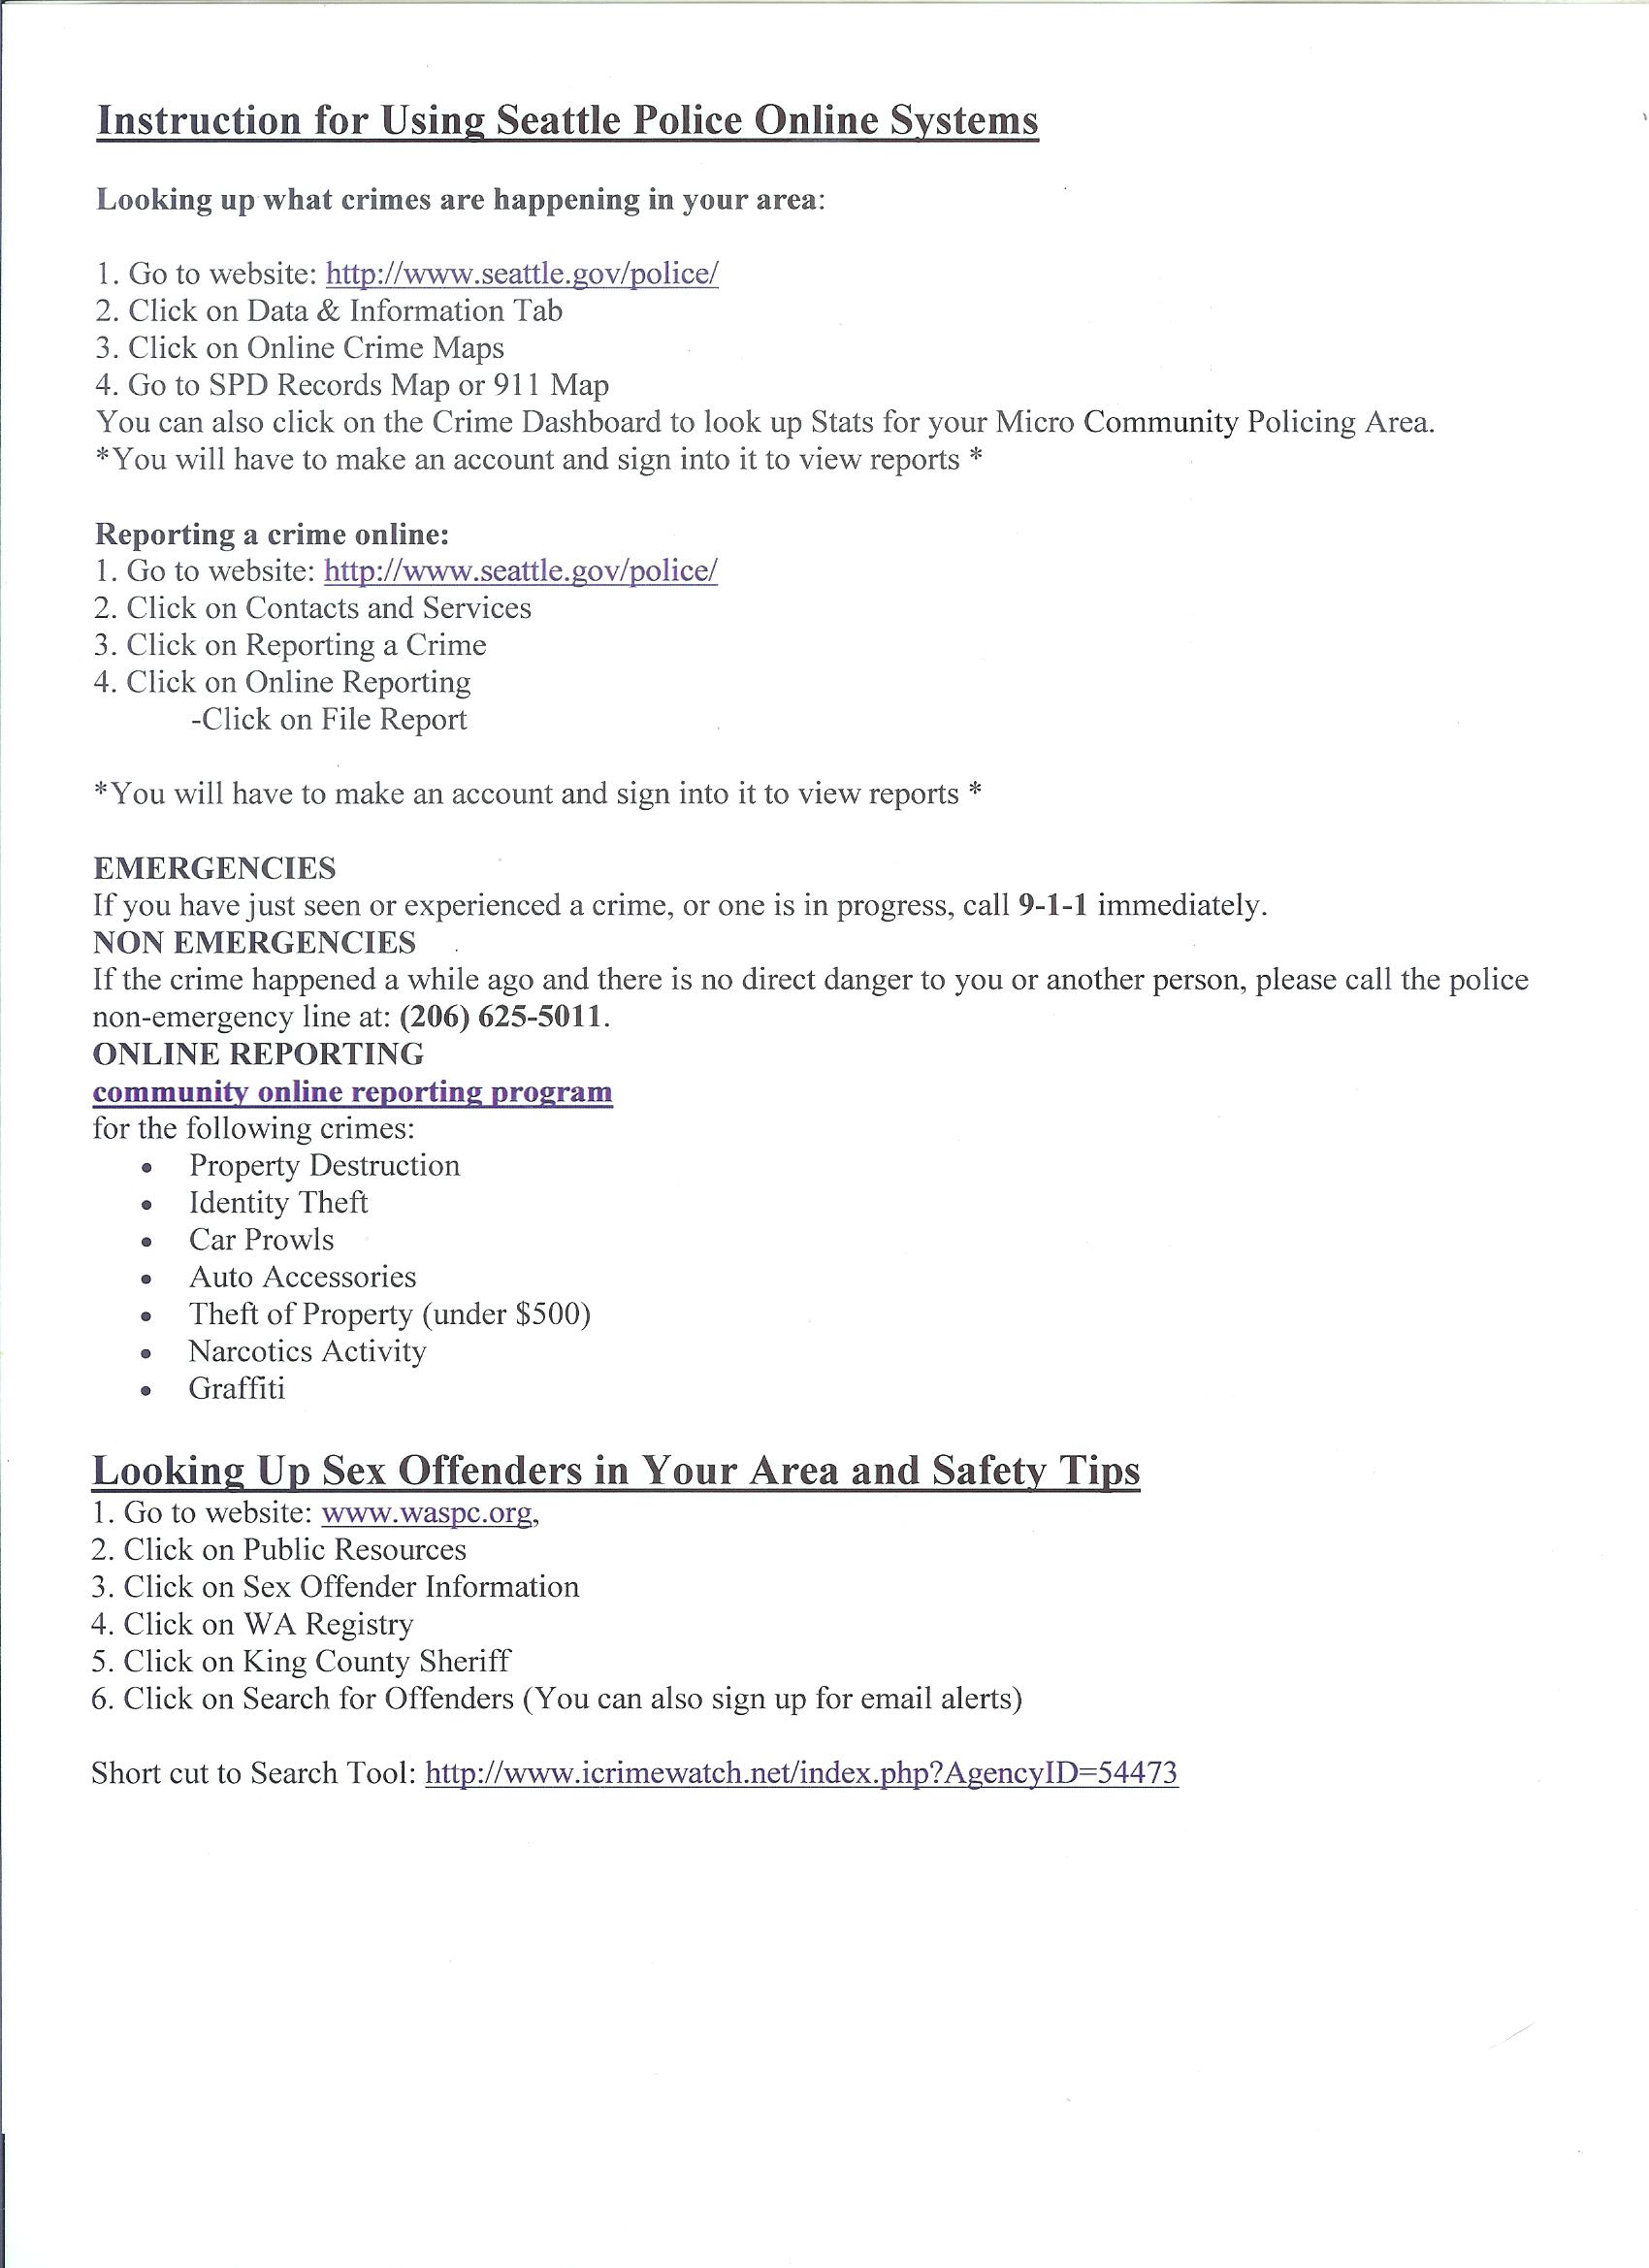 Instruction for Using Seattle Police Online Systems
Looking up what crimes are happening in your area:
1. Go to website: http://www.seattle.gov/police/
2. Click on Data & Information Tab
3. Click on Online Crime Maps
4. Go to SPD Records Map or 911 Map
You can also click on the Crime Dashboard to look up Stats for your Micro Community Policing Area.
*You will have to make an account and sign into it to view reports *
Reporting a crime online:
1. Go to website: http://www.seattle.gov/police/
2. Click on Contacts and Services
3. Click on Reporting a Crime
4. Click on Online Reporting
-Click on File Report
*You will have to make an account and sign into it to view reports *
EMERGENCIES
If you have just seen or experienced a crime, or one is in progress, call 9-1-1 immediately.
NON EMERGENCIES
If the crime happened a while ago and there is no direct danger to you or another person, please call the police
non-emergency line at: (206) 625-5011.
ONLINE REPORTING
community online reporting program
for the following crimes:
• Property Destruction
• Identity Theft
• Car Prowls
• Auto Accessories
• Theft of Property (under $500)
• Narcotics Activity
• Graffiti
Looking Up Sex Offenders in Your Area and Safety Tips
1. Go to website: www.waspc.org,
2. Click on Public Resources
3. Click on Sex Offender Information
4. Click on WA Registry
5. Click on King County Sheriff
6. Click on Search for Offenders (You can also sign up for email alerts)
Short cut to Search Tool: http://www.icrimewatch.net/index.php?AgencyID=54473